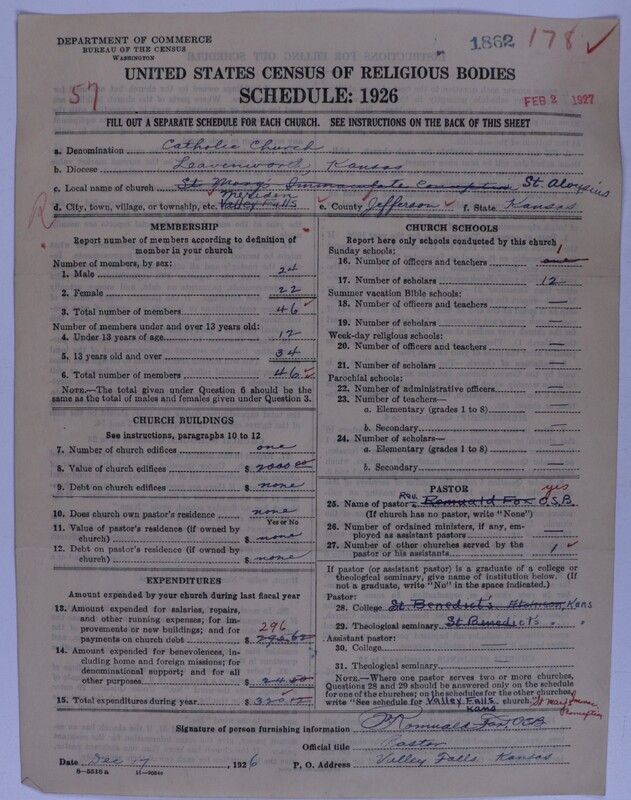 DEPARTMENT OF COMMERCE
BUREAU OF THE CENSUS
WASHINGTON
1862 178 ✓
UNITED STATES CENSUS OF RELIGIOUS BODIES
57
SCHEDULE: 1926
FEB 3 1927
FILL OUT A SEPARATE SCHEDULE FOR EACH CHURCH. SEE INSTRUCTIONS ON THE BACK OF THIS SHEET
a. Denomination Catholic Church
b. Diocese Leavenworth, Kansas
c. Local name of church St Mary's Immaculate Conception St. Aloysius
Meriden
d. City, town, village, or township, etc. Valley Falls e. County Jefferson f. State Kansas
MEMBERSHIP
Report number of members according to definition of
member in your church
Number of members, by sex:
1. Male 24
2. Female 22
3. Total number of members 46
Number of members under and over 13 years old:
4. Under 13 years of age 12
5. 13 years old and over 34
6. Total number of members 46
NOTE.—The total given under Question 6 should be the
same as the total of males and females given under Question 3.
CHURCH BUILDINGS
See instructions, paragraphs 10 to 12
7. Number of church edifices one
8. Value of church edifices $ 2000 00
9. Debt on church edifices $ none
10. Does church own pastor's residence? none
Yes or No
11. Value of pastor's residence (if owned by
church) $ none
12. Debt on pastor's residence (if owned by
church) $ none
EXPENDITURES
Amount expended by your church during last fiscal year
13. Amount expended for salaries, repairs,
and other running expenses; for im-
provements or new buildings; and for 296
payments on church debt $
14. Amount expended for benevolences,
including home and foreign missions; for
denominational support; and for all
other purposes $ 24.00
15. Total expenditures during year $
CHURCH SCHOOLS
Report here only schools conducted by this church
Sunday schools: 1
16. Number of officers and teachers one
17. Number of scholars 12
Summer vacation Bible schools:
18. Number of officers and teachers —
19. Number of scholars —
Week-day religious schools:
20. Number of officers and teachers —
21. Number of scholars —
Parochial schools:
22. Number of administrative officers —
23. Number of teachers—
a. Elementary (grades 1 to 8) —
b. Secondary —
24. Number of scholars—
a. Elementary (grades 1 to 8) —
b. Secondary —
PASTOR yes
25. Name of pastor Rev. Romuald Fox O.S.B.
(If church has no pastor, write "None")
26. Number of ordained ministers, if any, em-
ployed as assistant pastors —
27. Number of other churches served by the
pastor or his assistants 1 ✓
If pastor (or assistant pastor) is a graduate of a college or
theological seminary, give name of institution below. (If
not a graduate, write "No" in the space indicated.)
Pastor:
28. College St. Benedict's Atchison, Kans
29. Theological seminary St. Benedict's " "
Assistant pastor:
30. College —
31. Theological seminary —
NOTE.—Where one pastor serves two or more churches,
Questions 28 and 29 should be answered only on the schedule
for one of the churches; on the schedules for the other churches,
write "See schedule for Valley Falls church."
Kans
Signature of person furnishing information P. Romuald Fox, OSB
Official title Pastor
Date Dec 17, 1926 P. O. Address Valley Falls Kansas
8—5518 a